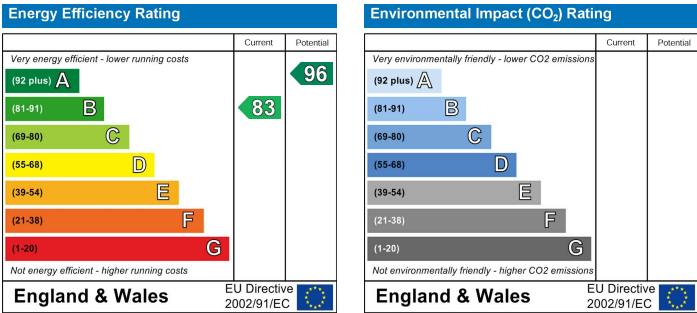 Energy Efficiency Rating
Current Potential
Very energy efficient - lower running costs
(92 plus) A
96
(81-91) B
83
(69-80) C
(55-68) D
(39-54) E
(21-38) F
(1-20) G
Not energy efficient - higher running costs
England & Wales
EU Directive
2002/91/EC
Environmental Impact (CO₂) Rating
Current Potential
Very environmentally friendly - lower CO2 emissions
(92 plus) A
(81-91) B
(69-80) C
(55-68) D
(39-54) E
(21-38) F
(1-20) G
Not environmentally friendly - higher CO2 emissions
England & Wales
EU Directive
2002/91/EC